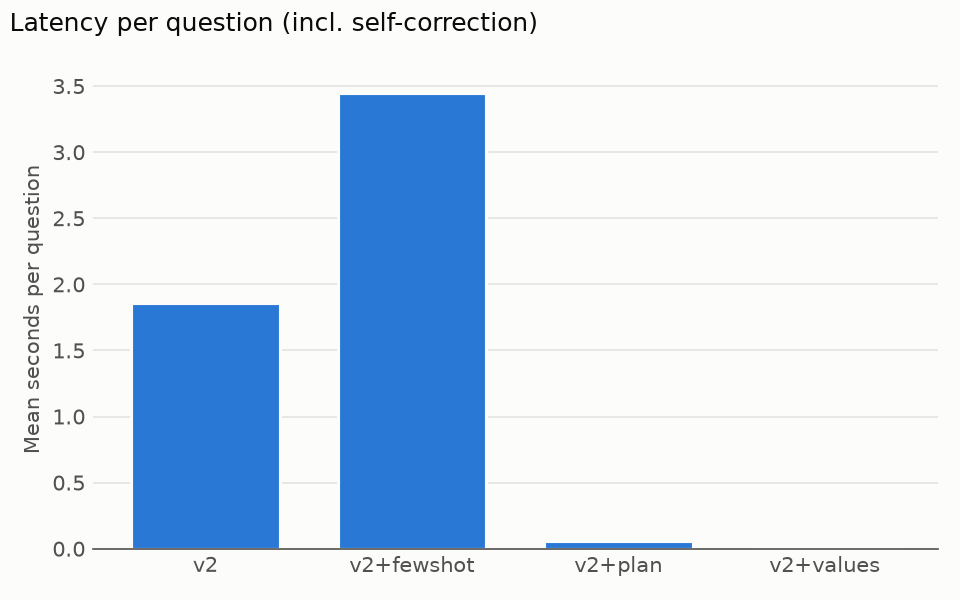 Latency per question (incl. self-correction)
Mean seconds per question
3.5
3.0
2.5
2.0
1.5
1.0
0.5
0.0
v2 v2+fewshot v2+plan v2+values